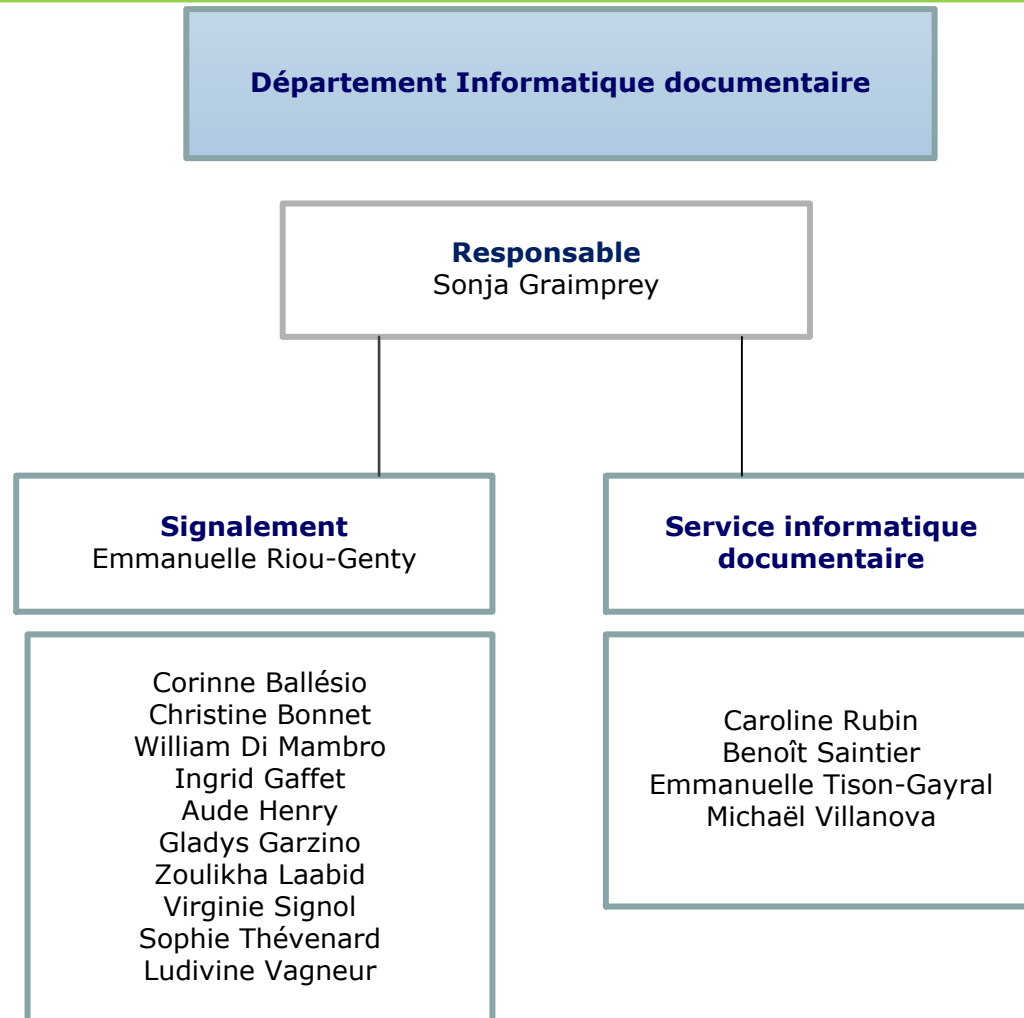 Département Informatique documentaire
Responsable
Sonja Graimprey
Signalement
Emmanuelle Riou-Genty
Service informatique
documentaire
Corinne Ballésio
Christine Bonnet
William Di Mambro
Ingrid Gaffet
Aude Henry
Gladys Garzino
Zoulikha Laabid
Virginie Signol
Sophie Thévenard
Ludivine Vagneur
Caroline Rubin
Benoît Saintier
Emmanuelle Tison-Gayral
Michaël Villanova